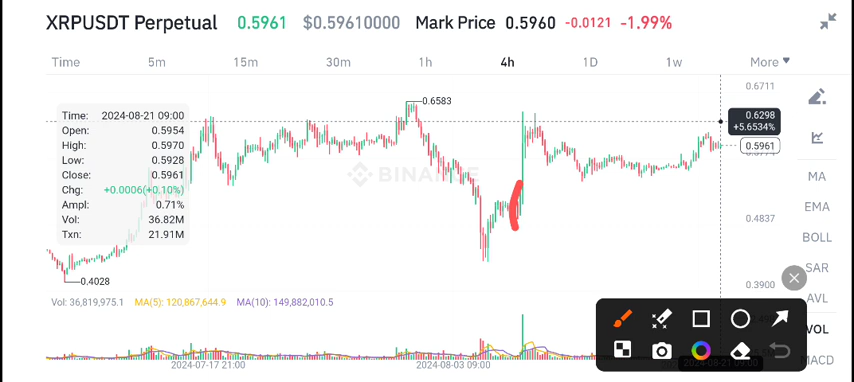 XRPUSDT Perpetual 0.5961 $0.59610000 Mark Price 0.5960 -0.0121 -1.99%
Time 5m 15m 30m 1h 4h 1D 1w More
0.6711
Time: 2024-08-21 09:00
Open: 0.5954
High: 0.5970
Low: 0.5928
Close: 0.5961
Chg: +0.0006(+0.10%)
Ampl: 0.71%
Vol: 36.82M
Txn: 21.91M
0.6583
0.6298
+5.6534%
0.5961
BINANCE
MA
EMA
0.4837
BOLL
SAR
0.4028
0.3900
AVL
Vol: 36,819,975.1 MA(5): 120,867,644.9 MA(10): 149,882,010.5
VOL
MACD
2024-07-17 21:00 2024-08-03 09:00